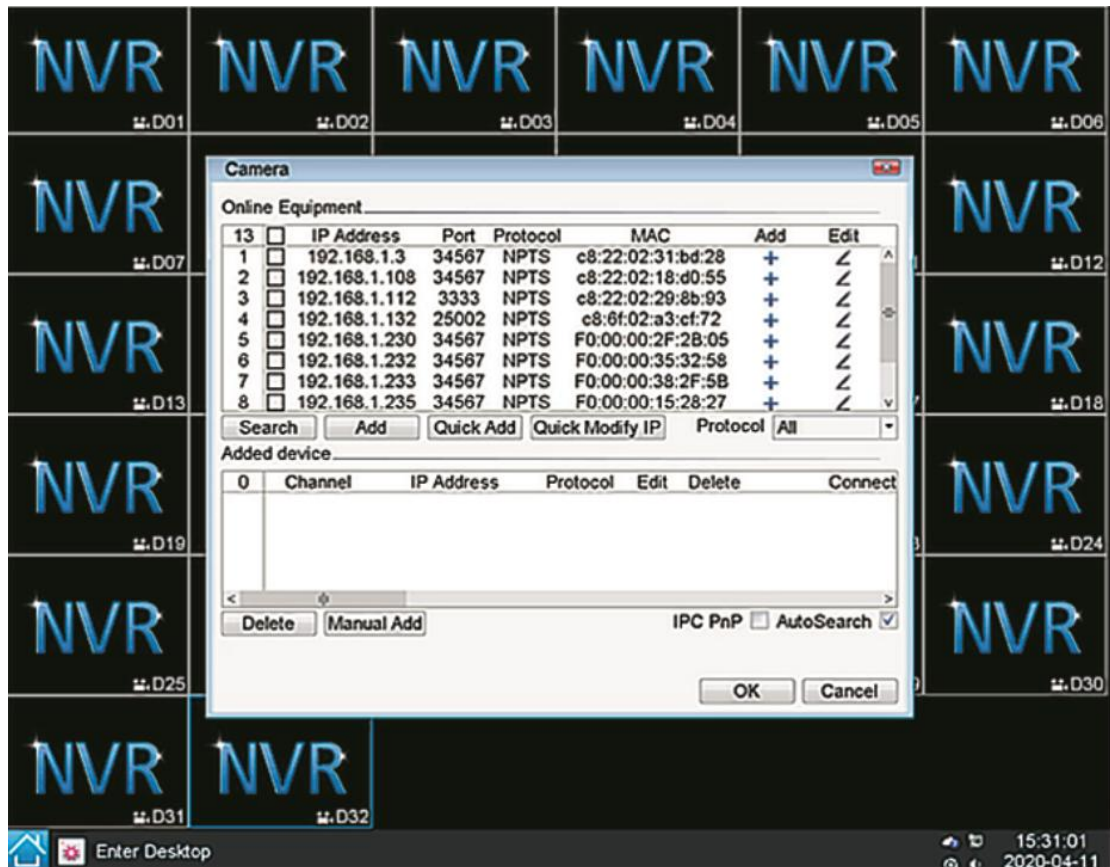 NVR NVR NVR NVR NVR NVR
D01 D02 D03 D04 D05 D06
Camera
NVR NVR
Online Equipment
13 IP Address Port Protocol MAC Add Edit
1 192.168.1.3 34567 NPTS c8:22:02:31:bd:28
D07 D12
2 192.168.1.108 34567 NPTS c8:22:02:18:d0:55
3 192.168.1.112 3333 NPTS c8:22:02:29:8b:93
4 192.168.1.132 25002 NPTS c8:6f:02:a3:cf:72
5 192.168.1.230 34567 NPTS F0:00:00:2F:2B:05
NVR NVR
6 192.168.1.232 34567 NPTS F0:00:00:35:32:58
7 192.168.1.233 34567 NPTS F0:00:00:38:2F:5B
8 192.168.1.235 34567 NPTS F0:00:00:15:28:27
D13 D18
Search Add Quick Add Quick Modify IP Protocol All
Added device
0 Channel IP Address Protocol Edit Delete Connect
NVR NVR
D19 D24
Delete Manual Add IPC PnP AutoSearch
NVR NVR
D25 D30
OK Cancel
NVR NVR
D31 D32
Enter Desktop 15:31:01
2020-04-11